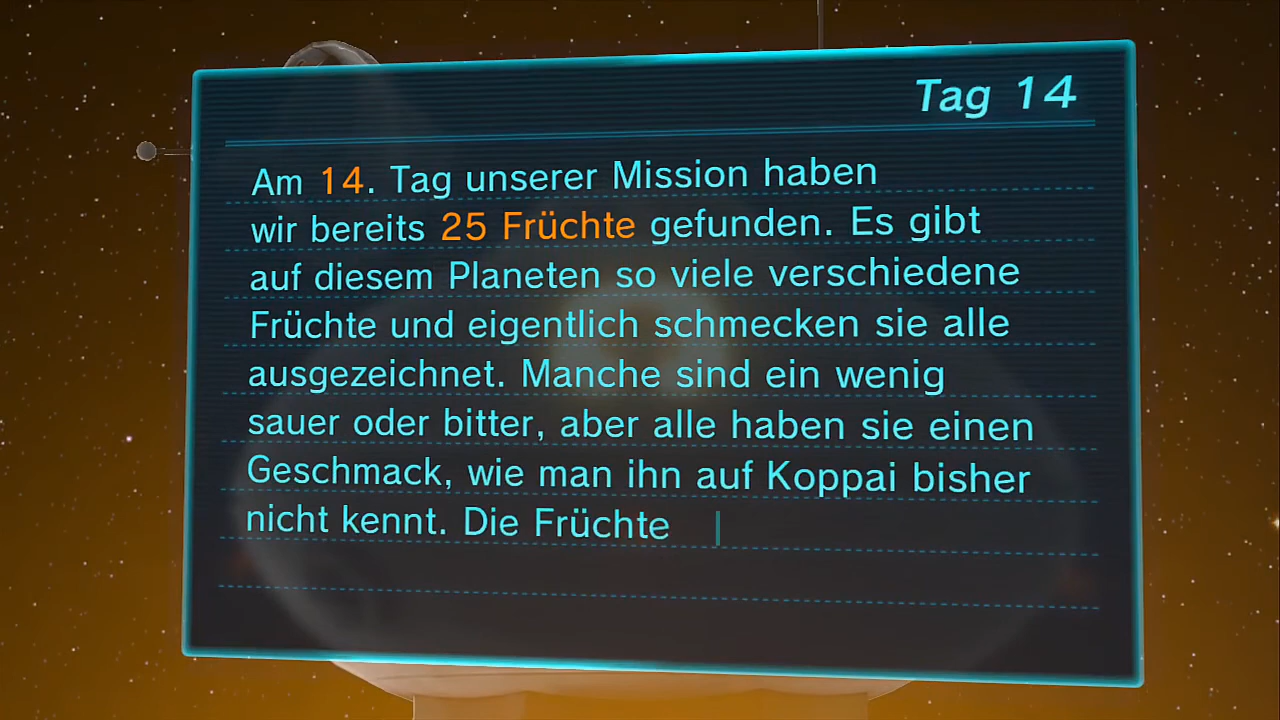 Tag 14
Am 14. Tag unserer Mission haben
wir bereits 25 Früchte gefunden. Es gibt
auf diesem Planeten so viele verschiedene
Früchte und eigentlich schmecken sie alle
ausgezeichnet. Manche sind ein wenig
sauer oder bitter, aber alle haben sie einen
Geschmack, wie man ihn auf Koppai bisher
nicht kennt. Die Früchte